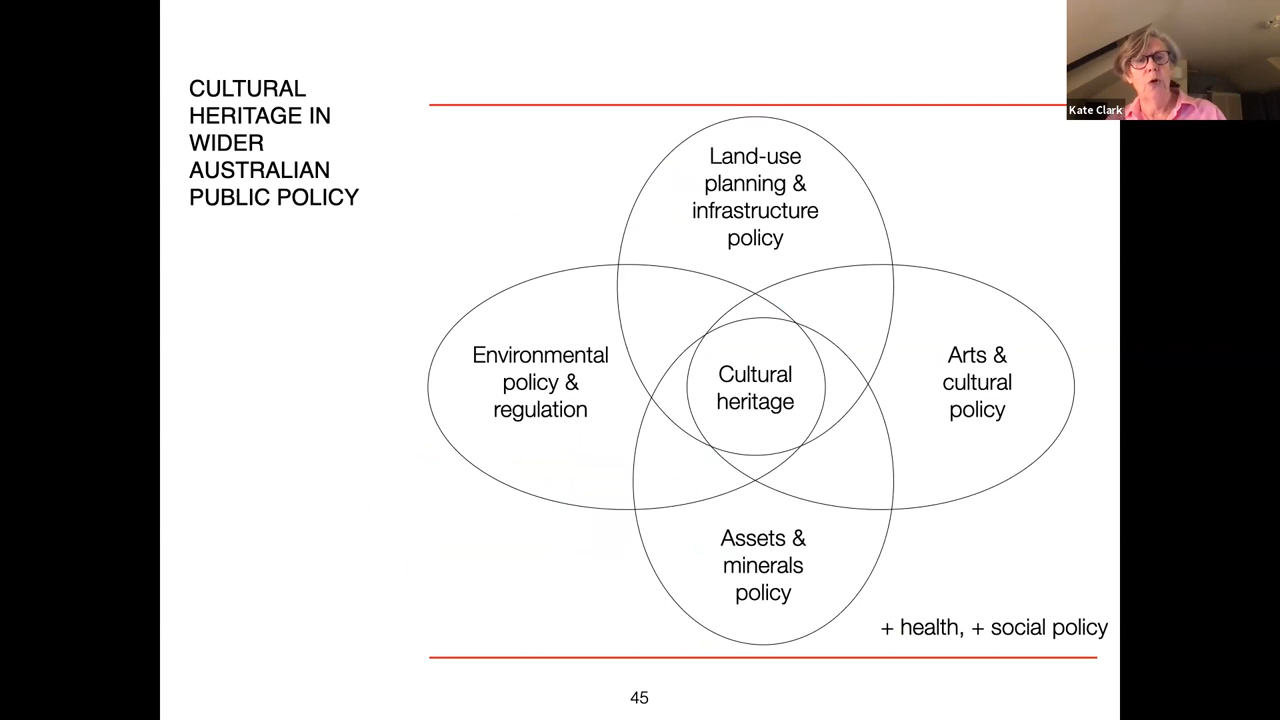 CULTURAL
HERITAGE IN
WIDER
AUSTRALIAN
PUBLIC POLICY
Kate Clark
Land-use
planning &
infrastructure
policy
Environmental
policy &
regulation
Cultural
heritage
Arts &
cultural
policy
Assets &
minerals
policy
+ health, + social policy
45